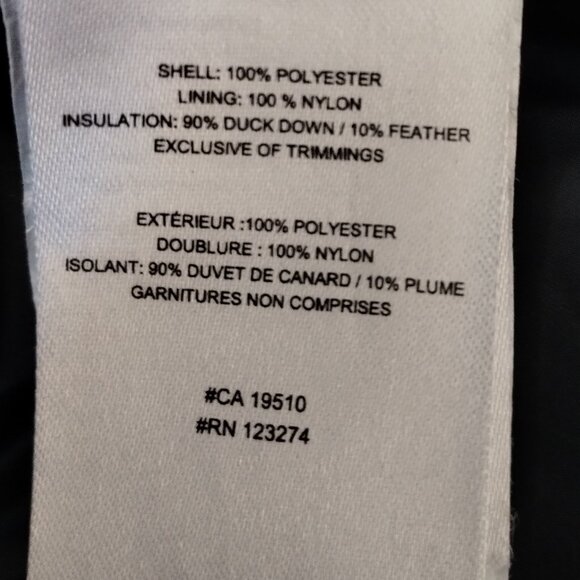 SHELL: 100% POLYESTER
LINING: 100 % NYLON
INSULATION: 90% DUCK DOWN / 10% FEATHER
EXCLUSIVE OF TRIMMINGS
EXTÉRIEUR :100% POLYESTER
DOUBLURE : 100% NYLON
ISOLANT: 90% DUVET DE CANARD / 10% PLUME
GARNITURES NON COMPRISES
#CA 19510
#RN 123274